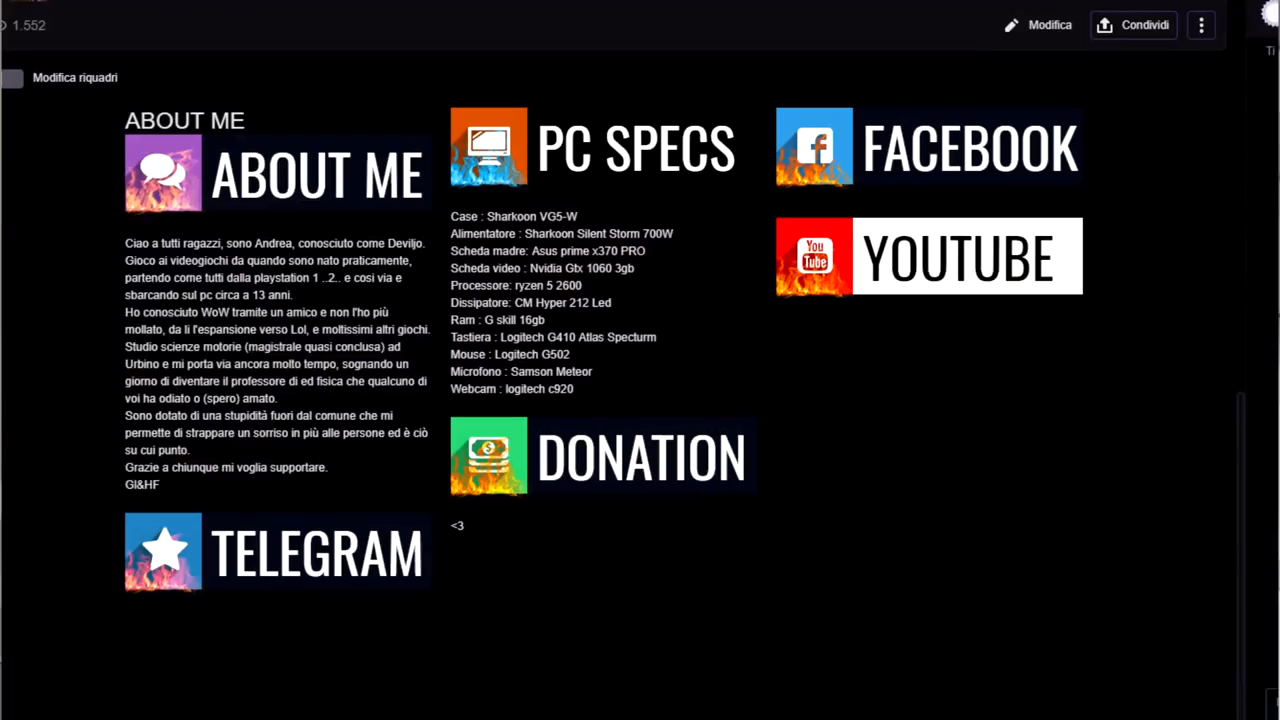 1.552
Modifica
Condividi
Ti
Modifica riquadri
ABOUT ME
ABOUT ME
Ciao a tutti ragazzi, sono Andrea, conosciuto come Deviljo.
Gioco ai videogiochi da quando sono nato praticamente,
partendo come tutti dalla playstation 1 ..2.. e cosi via e
sbarcando sul pc circa a 13 anni.
Ho conosciuto WoW tramite un amico e non l'ho più
mollato, da li l'espansione verso Lol, e moltissimi altri giochi.
Studio scienze motorie (magistrale quasi conclusa) ad
Urbino e mi porta via ancora molto tempo, sognando un
giorno di diventare il professore di ed fisica che qualcuno di
voi ha odiato o (spero) amato.
Sono dotato di una stupidità fuori dal comune che mi
permette di strappare un sorriso in più alle persone ed è ciò
su cui punto.
Grazie a chiunque mi voglia supportare.
Gl&HF
TELEGRAM
PC SPECS
Case : Sharkoon VG5-W
Alimentatore : Sharkoon Silent Storm 700W
Scheda madre: Asus prime x370 PRO
Scheda video : Nvidia Gtx 1060 3gb
Processore: ryzen 5 2600
Dissipatore: CM Hyper 212 Led
Ram : G skill 16gb
Tastiera : Logitech G410 Atlas Specturm
Mouse : Logitech G502
Microfono : Samson Meteor
Webcam : logitech c920
DONATION
<3
FACEBOOK
You
Tube
YOUTUBE